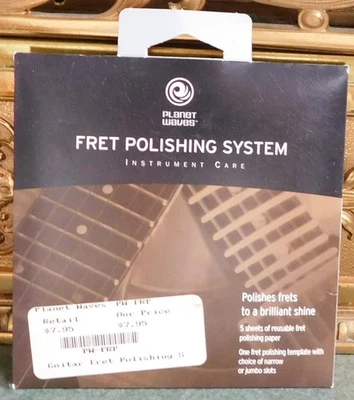 PLANET
WAVES
FRET POLISHING SYSTEM
INSTRUMENT CARE
Planet Waves PW FRP
Retail Our Price
$7.95 $7.95
PW FRP
Guitar Fret Polishing S
Polishes frets
to a brilliant shine
5 sheets of reusable fret
polishing paper
One fret polishing template with
choice of narrow
or jumbo slots